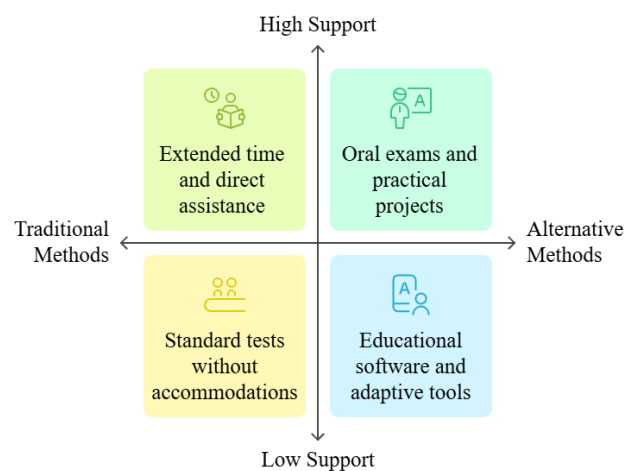 High Support
Extended time
and direct
assistance
Oral exams and
practical
projects
A
Traditional
Methods
Alternative
Methods
Standard tests
without
accommodations
A
Educational
software and
adaptive tools
Low Support